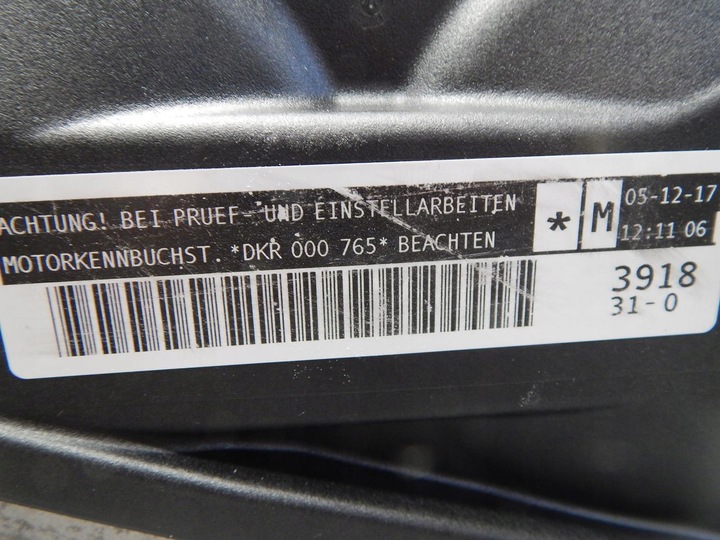 ACHTUNG! BEI PRUEF- UND EINSTELLARBEITEN
MOTORKENNBUCHST. *DKR 000 765* BEACHTEN
* M
05-12-17
12:11 06
3918
31-0